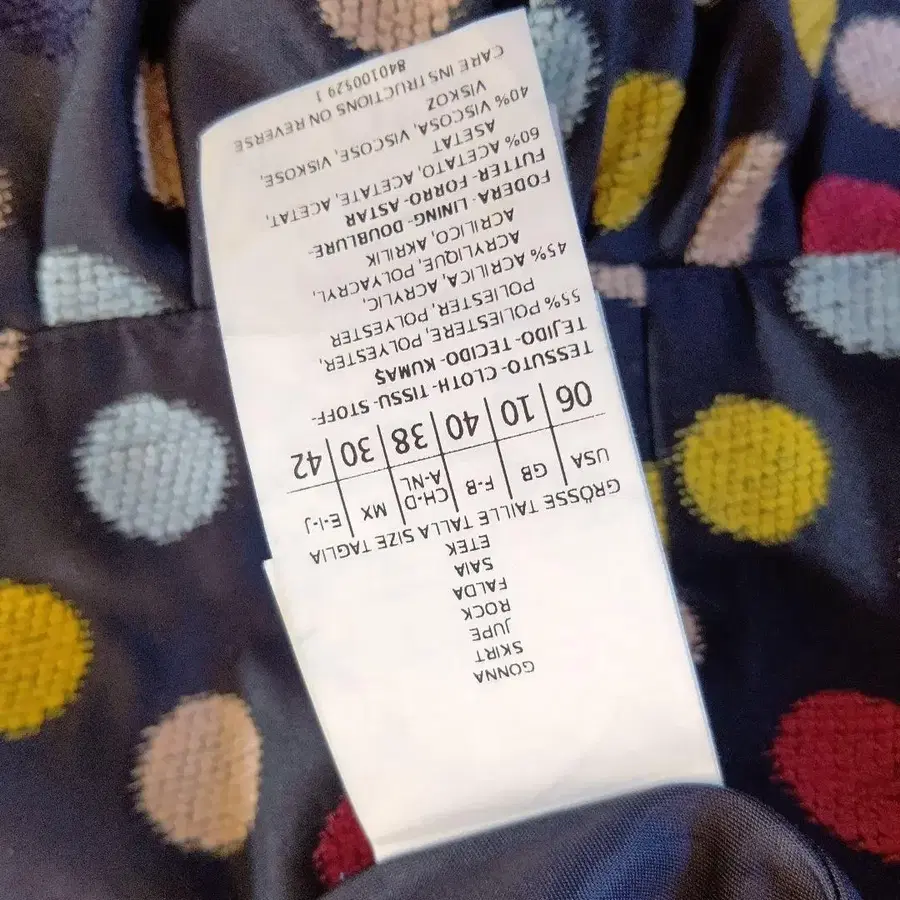 GONNA
SKIRT
JUPE
ROCK
FALDA
SAIA
ETEK
GRÖSSE TAILLE TALLA SIZE TAGLIA
USA GB F-B CH-D A-NL MX E-I-J
06 10 40 38 30 42
TESSUTO- CLOTH- TISSU- STOFF-
TEJIDO- TECIDO- KUMAŞ
55% POLIESTERE, POLYESTER,
POLIESTER, POLYESTER
45% ACRILICA, ACRYLIC,
ACRYLIQUE, POLYACRYL,
ACRILICO, AKRILIK
FODERA- LINING- DOUBLURE-
FUTTER- FORRO- ASTAR
60% ACETATO, ACETATE, ACETAT,
ASETAT
40% VISCOSA, VISCOSE, VISKOSE,
VISKOZ
CARE INSTRUCTIONS ON REVERSE
840100529 1